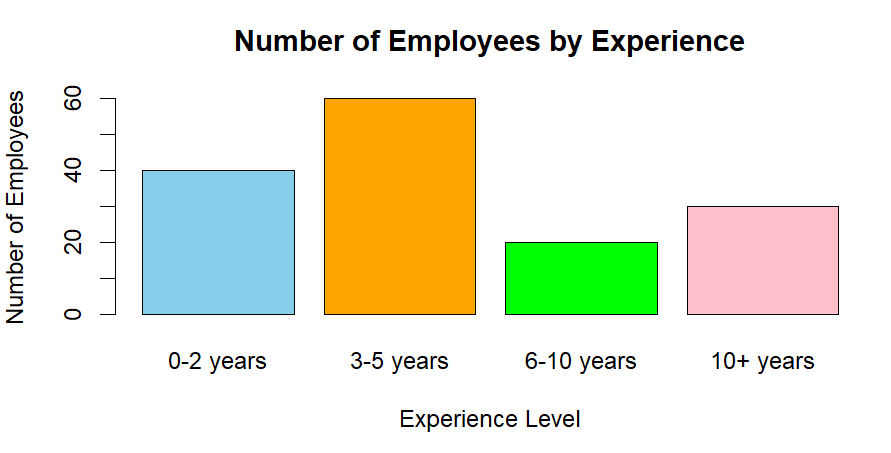 Number of Employees by Experience
Number of Employees
60
40
20
0
0-2 years
3-5 years
6-10 years
10+ years
Experience Level